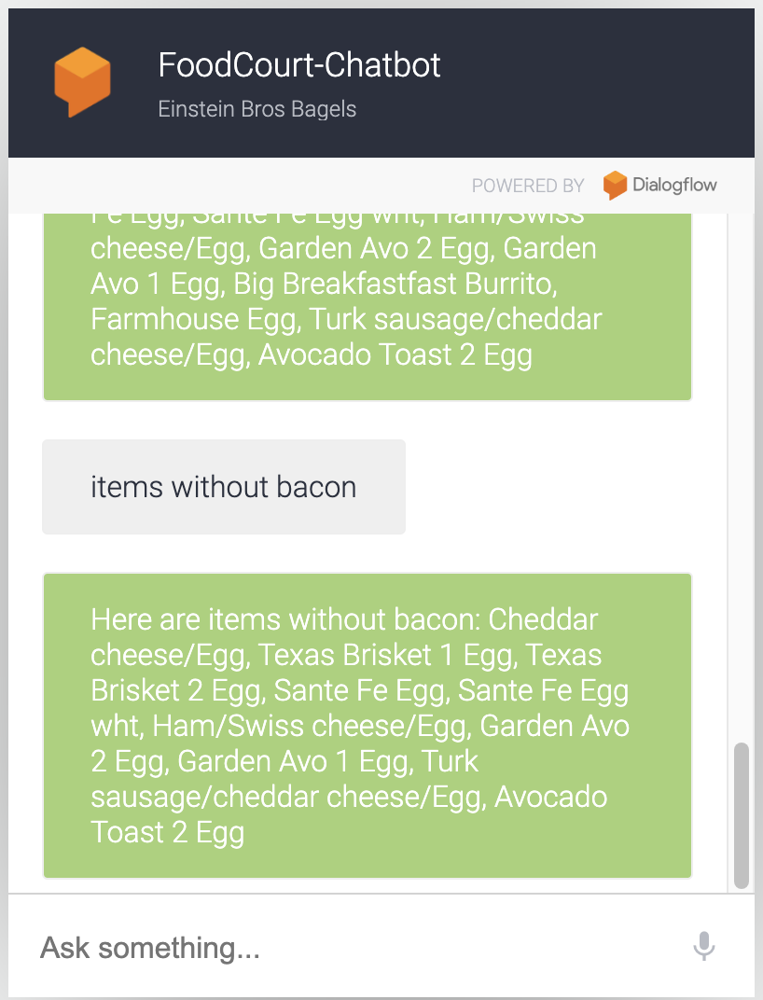 FoodCourt-Chatbot
Einstein Bros Bagels
POWERED BY Dialogflow
Fe Egg, Sante Fe Egg wht, Ham/Swiss
cheese/Egg, Garden Avo 2 Egg, Garden
Avo 1 Egg, Big Breakfastfast Burrito,
Farmhouse Egg, Turk sausage/cheddar
cheese/Egg, Avocado Toast 2 Egg
items without bacon
Here are items without bacon: Cheddar
cheese/Egg, Texas Brisket 1 Egg, Texas
Brisket 2 Egg, Sante Fe Egg, Sante Fe Egg
wht, Ham/Swiss cheese/Egg, Garden Avo
2 Egg, Garden Avo 1 Egg, Turk
sausage/cheddar cheese/Egg, Avocado
Toast 2 Egg
Ask something...